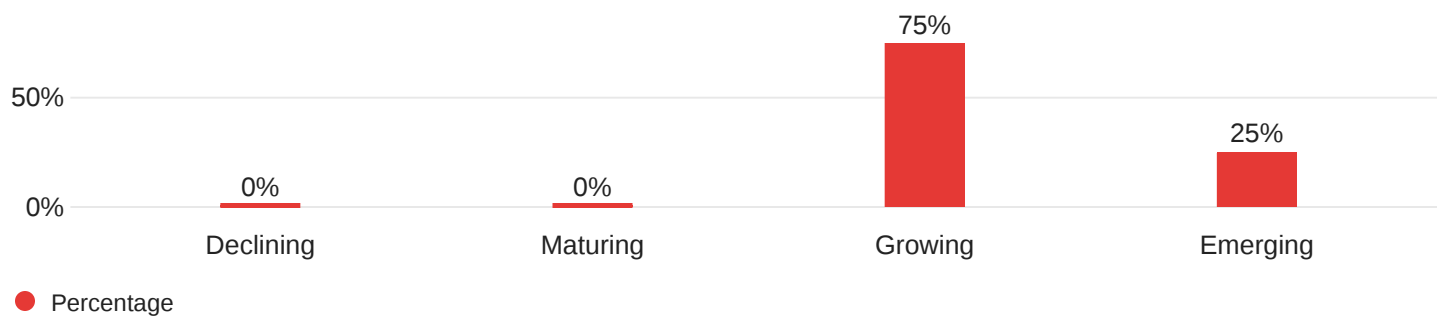 75%
50%
25%
0%
0%
0%
Declining
Maturing
Growing
Emerging
Percentage